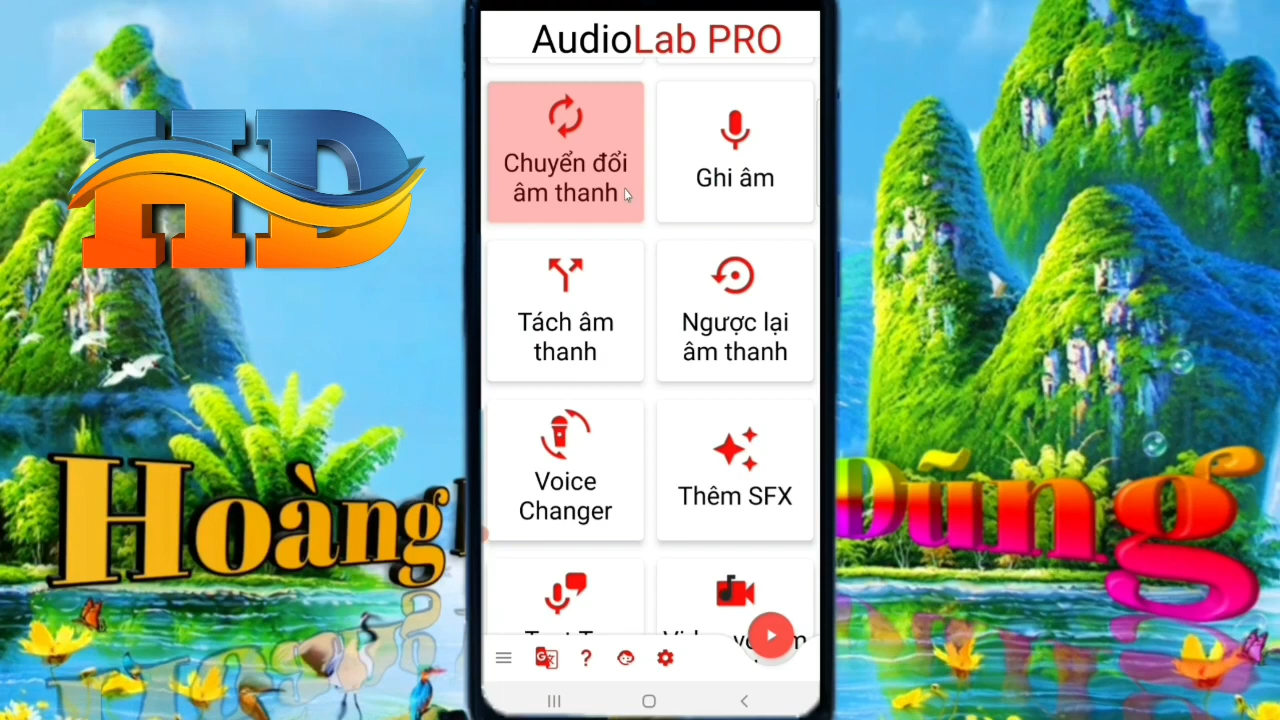 AudioLab PRO
HD
Chuyển đổi
âm thanh
Ghi âm
Tách âm
thanh
Ngược lại
âm thanh
Voice
Changer
Thêm SFX
Hoàng
Dũng